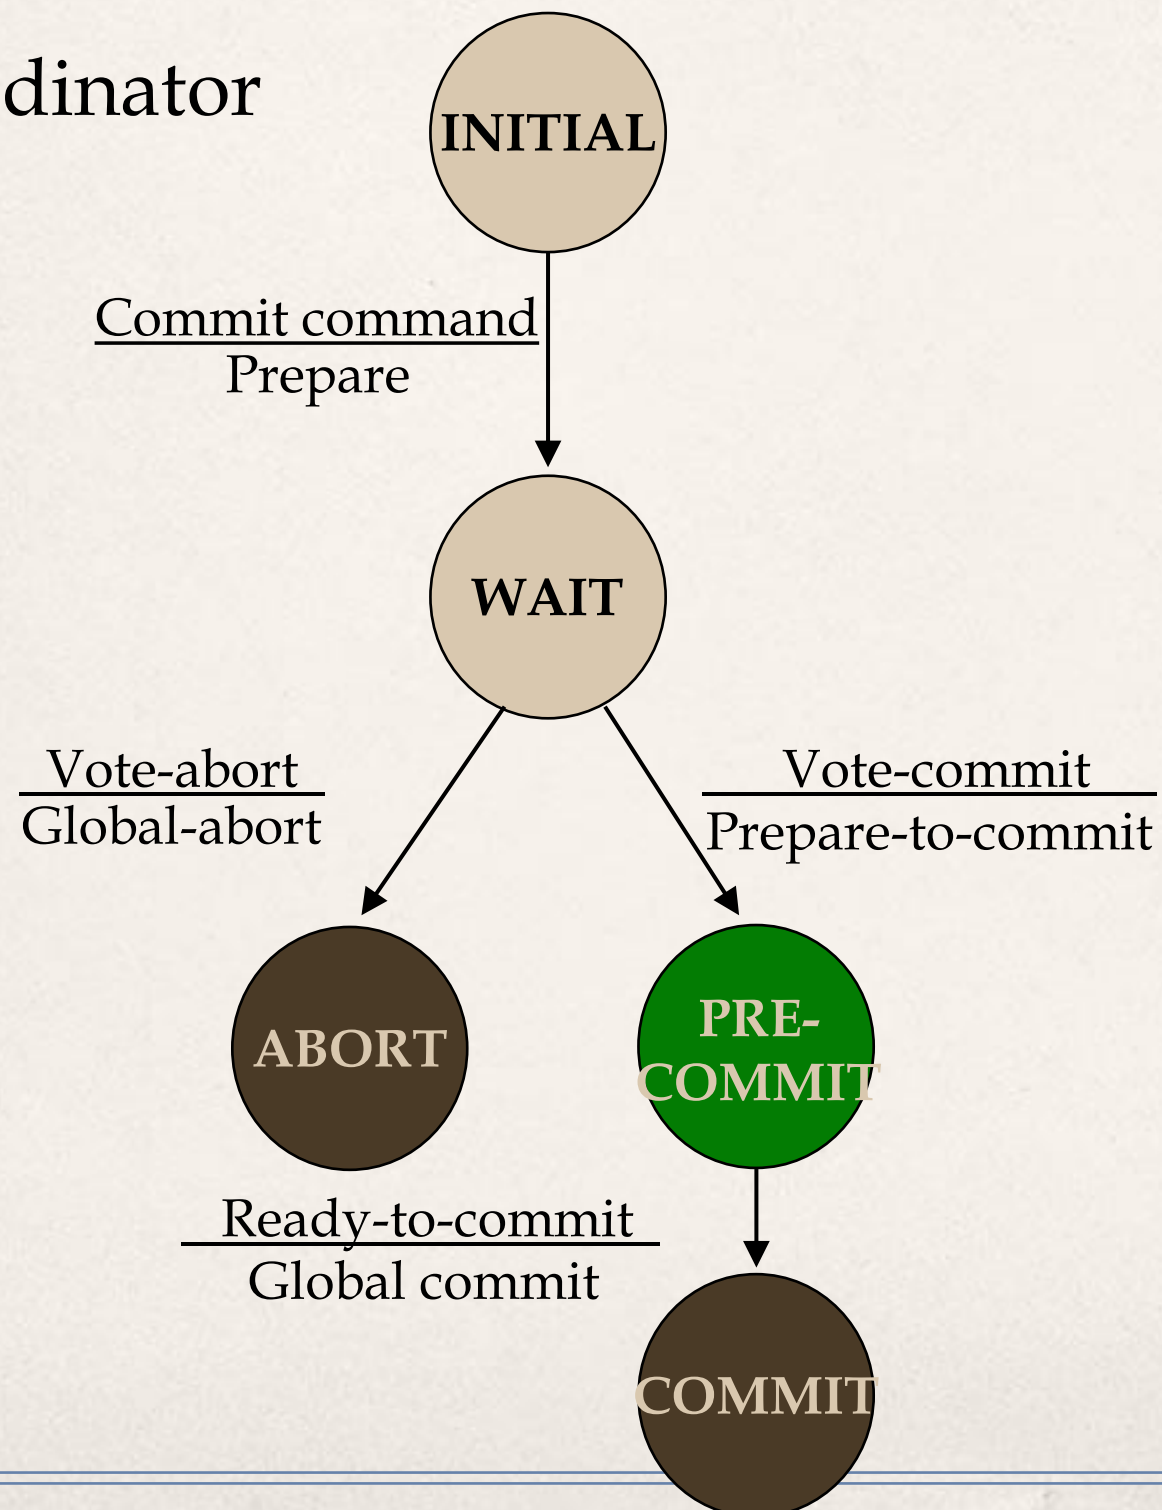 dinator
INITIAL
Commit command
Prepare
WAIT
Vote-abort
Global-abort
Vote-commit
Prepare-to-commit
ABORT
PRE-
COMMIT
Ready-to-commit
Global commit
COMMIT